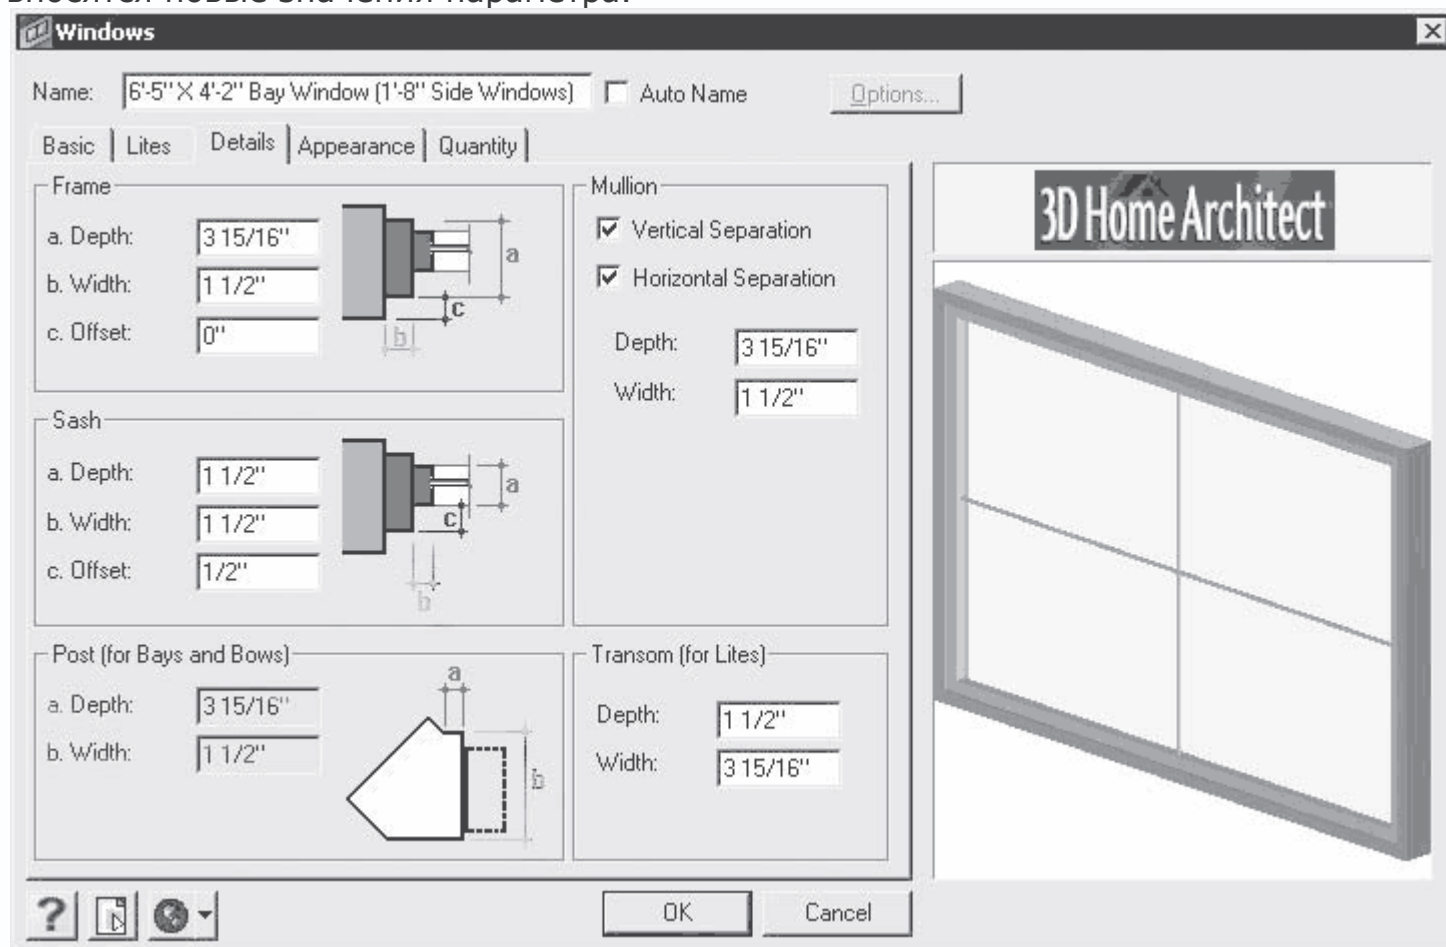 вносятся новые значения параметра.
Windows
Name: 6'-5" X 4'-2" Bay Window (1'-8" Side Windows) Auto Name Options...
Basic Lites Details Appearance Quantity
Frame
a. Depth: 3 15/16"
b. Width: 1 1/2"
c. Offset: 0"
a
c
b
Sash
a. Depth: 1 1/2"
b. Width: 1 1/2"
c. Offset: 1/2"
a
c
b
Post (for Bays and Bows)
a. Depth: 3 15/16"
b. Width: 1 1/2"
a
b
Mullion
Vertical Separation
Horizontal Separation
Depth: 3 15/16"
Width: 1 1/2"
Transom (for Lites)
Depth: 1 1/2"
Width: 3 15/16"
3D Home Architect
?
OK Cancel